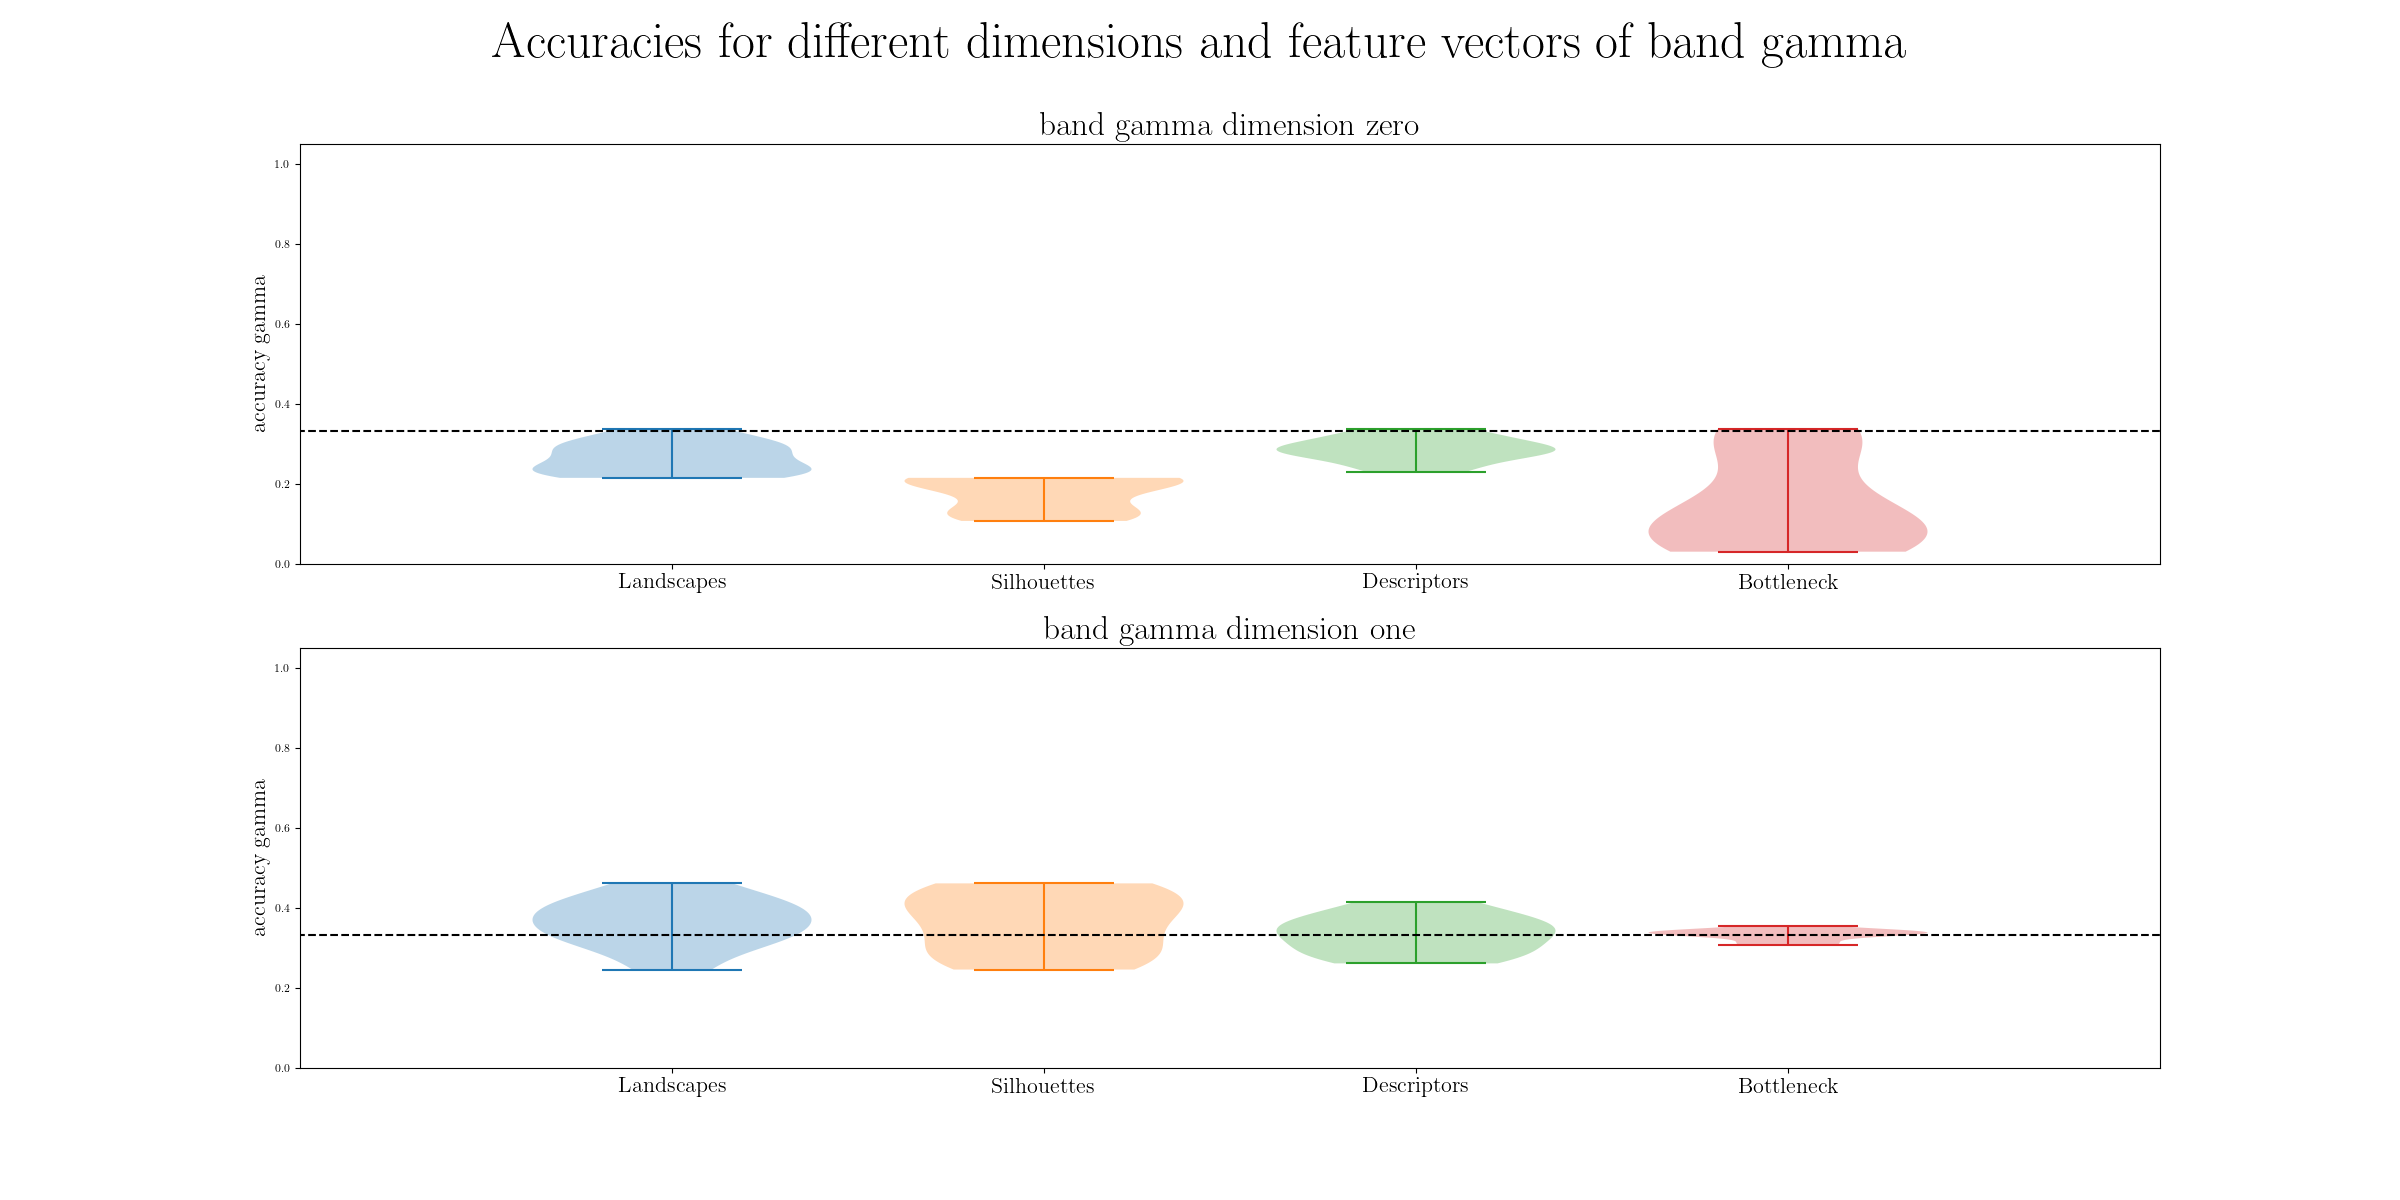 Accuracies for different dimensions and feature vectors of band gamma
band gamma dimension zero
1.0
0.8
0.6
0.4
0.2
0.0
accuracy gamma
Landscapes Silhouettes Descriptors Bottleneck
band gamma dimension one
1.0
0.8
0.6
0.4
0.2
0.0
accuracy gamma
Landscapes Silhouettes Descriptors Bottleneck